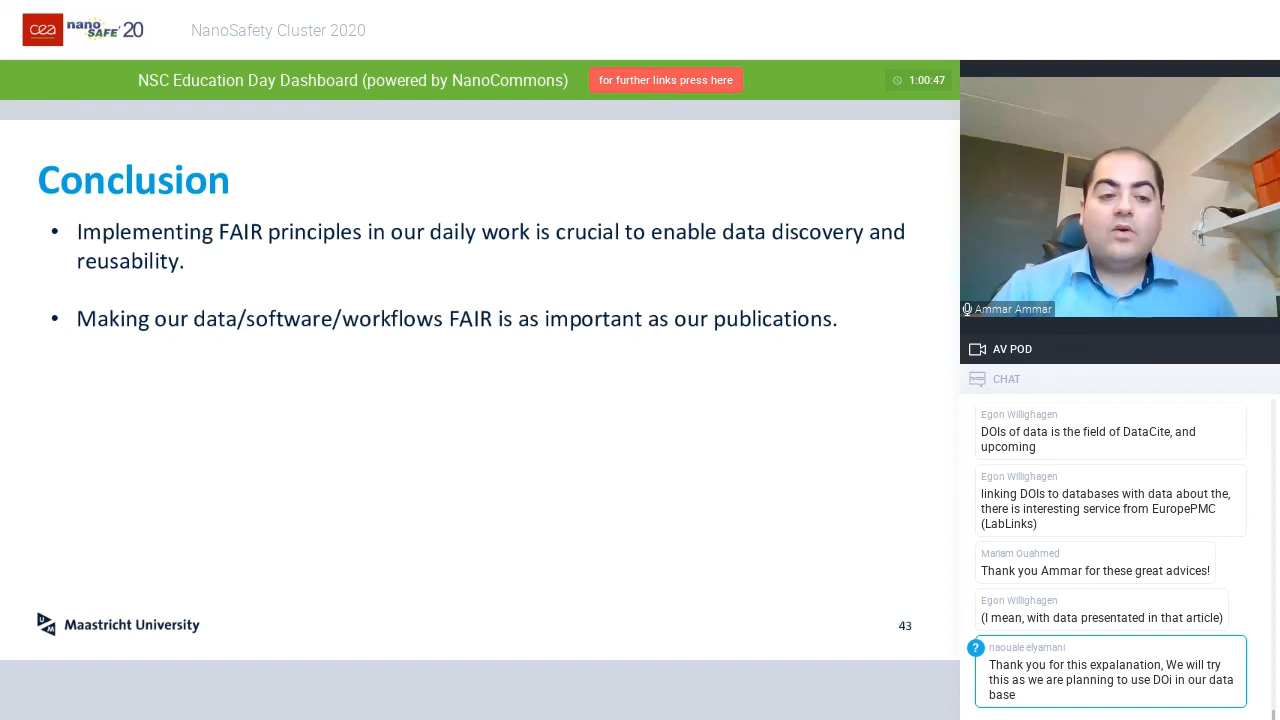 cea nano SAFE' 20
NanoSafety Cluster 2020
NSC Education Day Dashboard (powered by NanoCommons)
for further links press here
1:00:47
Conclusion
• Implementing FAIR principles in our daily work is crucial to enable data discovery and
reusability.
• Making our data/software/workflows FAIR is as important as our publications.
UM Maastricht University
43
Ammar Ammar
AV POD
CHAT
Egon Willighagen
DOIs of data is the field of DataCite, and
upcoming
Egon Willighagen
linking DOIs to databases with data about the,
there is interesting service from EuropePMC
(LabLinks)
Mariam Ouahmed
Thank you Ammar for these great advices!
Egon Willighagen
(I mean, with data presentated in that article)
?
naouale elyamani
Thank you for this expalanation, We will try
this as we are planning to use DOi in our data
base